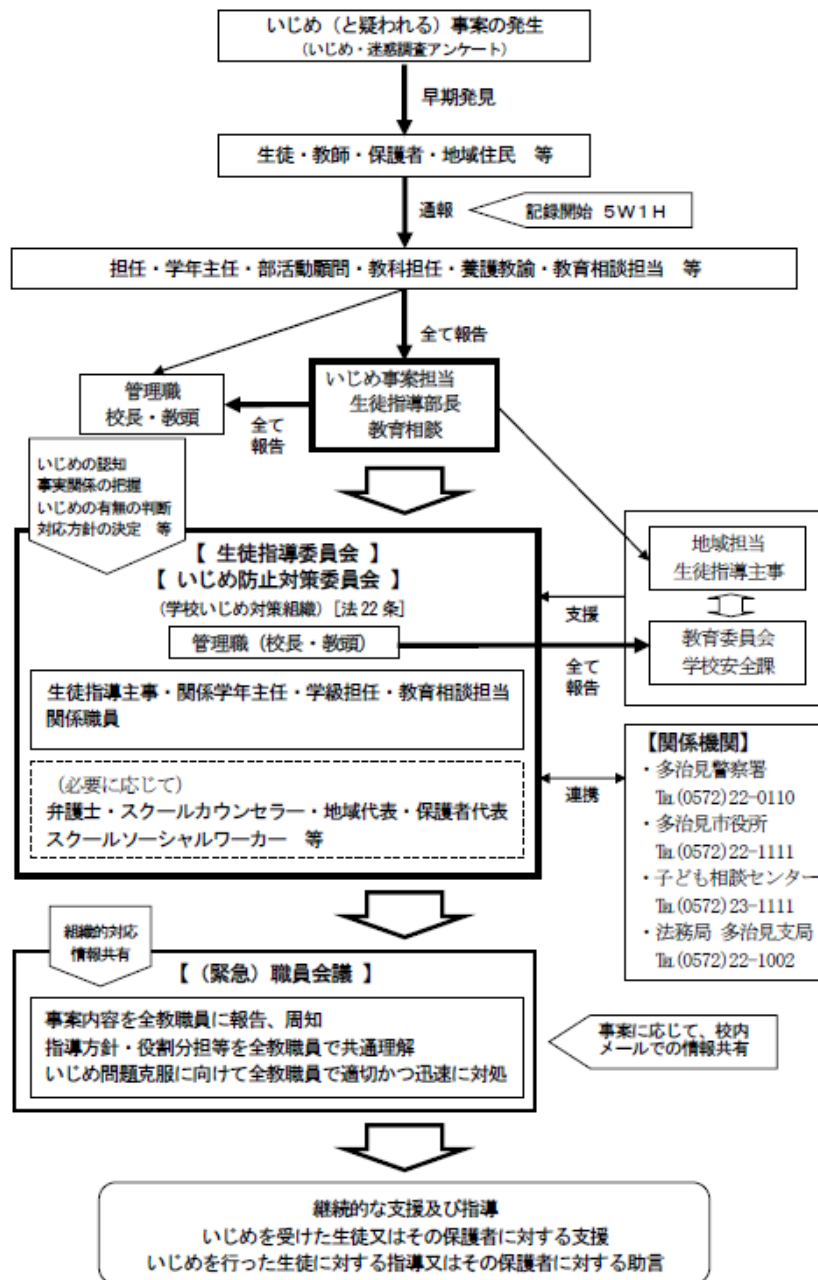 いじめ（と疑われる）事案の発生
（いじめ・迷惑調査アンケート）
早期発見
生徒・教師・保護者・地域住民　等
通報
記録開始 5W1H
担任・学年主任・部活動顧問・教科担任・養護教諭・教育相談担当　等
全て報告
管理職
校長・教頭
全て
報告
いじめ事案担当
生徒指導部長
教育相談
いじめの認知
事実関係の把握
いじめの有無の判断
対応方針の決定　等
【 生徒指導委員会 】
【 いじめ防止対策委員会 】
（学校いじめ対策組織）［法22条］
管理職（校長・教頭）
生徒指導主事・関係学年主任・学級担任・教育相談担当
関係職員
（必要に応じて）
弁護士・スクールカウンセラー・地域代表・保護者代表
スクールソーシャルワーカー　等
地域担当
生徒指導主事
支援
教育委員会
学校安全課
全て
報告
【関係機関】
・多治見警察署
℡(0572)22-0110
・多治見市役所
℡(0572)22-1111
・子ども相談センター
℡(0572)23-1111
・法務局 多治見支局
℡(0572)22-1002
連携
組織的対応
情報共有
【 （緊急）職員会議 】
事案内容を全教職員に報告、周知
指導方針・役割分担等を全教職員で共通理解
いじめ問題克服に向けて全教職員で適切かつ迅速に対処
事案に応じて、校内
メールでの情報共有
継続的な支援及び指導
いじめを受けた生徒又はその保護者に対する支援
いじめを行った生徒に対する指導又はその保護者に対する助言